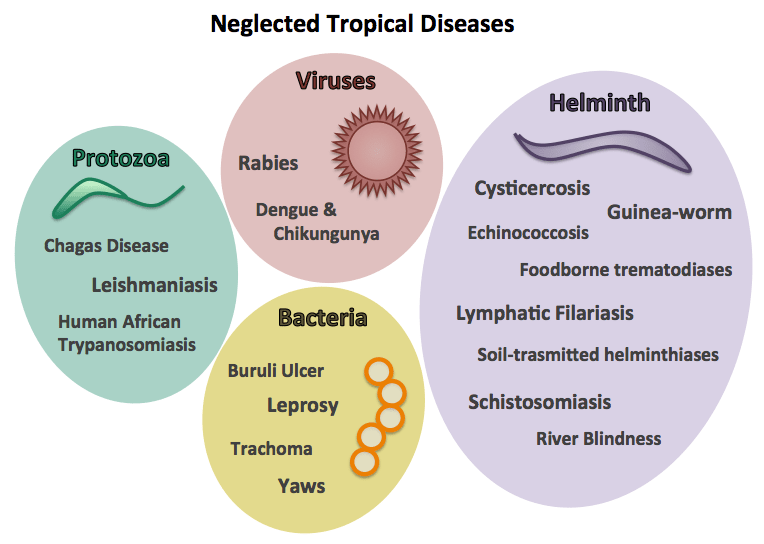 Neglected Tropical Diseases
Viruses
Rabies
Dengue &
Chikungunya
Protozoa
Chagas Disease
Leishmaniasis
Human African
Trypanosomiasis
Bacteria
Buruli Ulcer
Leprosy
Trachoma
Yaws
Helminth
Cysticercosis
Guinea-worm
Echinococcosis
Foodborne trematodiases
Lymphatic Filariasis
Soil-trasmitted helminthiases
Schistosomiasis
River Blindness